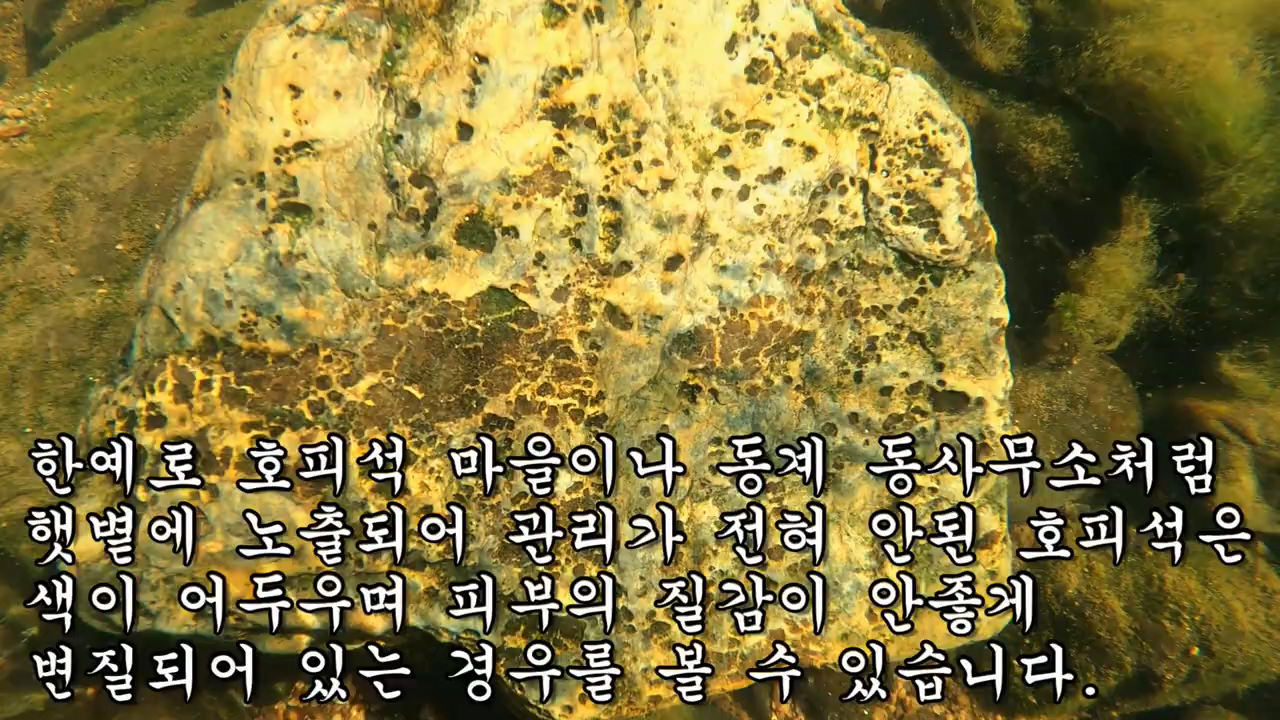 한예로 호피석 마을이나 동계 동사무소처럼
햇볕에 노출되어 관리가 전혀 안된 호피석은
색이 어두우며 피부의 질감이 안좋게
변질되어 있는 경우를 볼 수 있습니다.